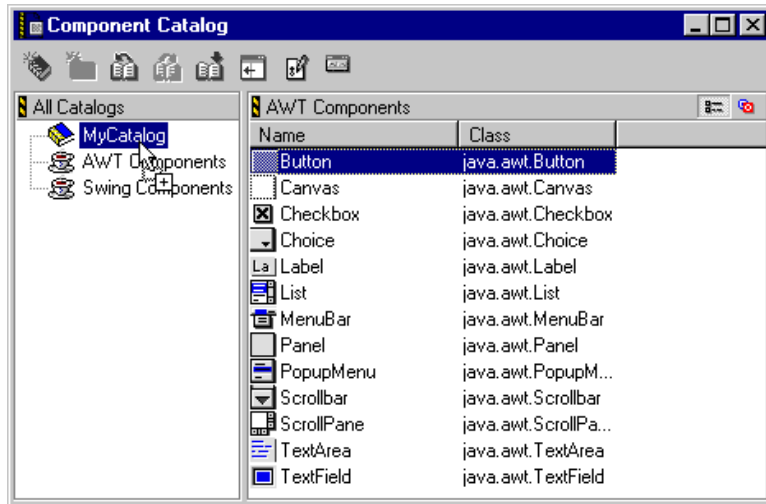 Component Catalog
All Catalogs
MyCatalog
AWT Components
Swing Components
AWT Components
Name Class
Button java.awt.Button
Canvas java.awt.Canvas
Checkbox java.awt.Checkbox
Choice java.awt.Choice
La Label java.awt.Label
List java.awt.List
MenuBar java.awt.MenuBar
Panel java.awt.Panel
PopupMenu java.awt.PopupM...
Scrollbar java.awt.Scrollbar
ScrollPane java.awt.ScrollPa...
TextArea java.awt.TextArea
TextField java.awt.TextField